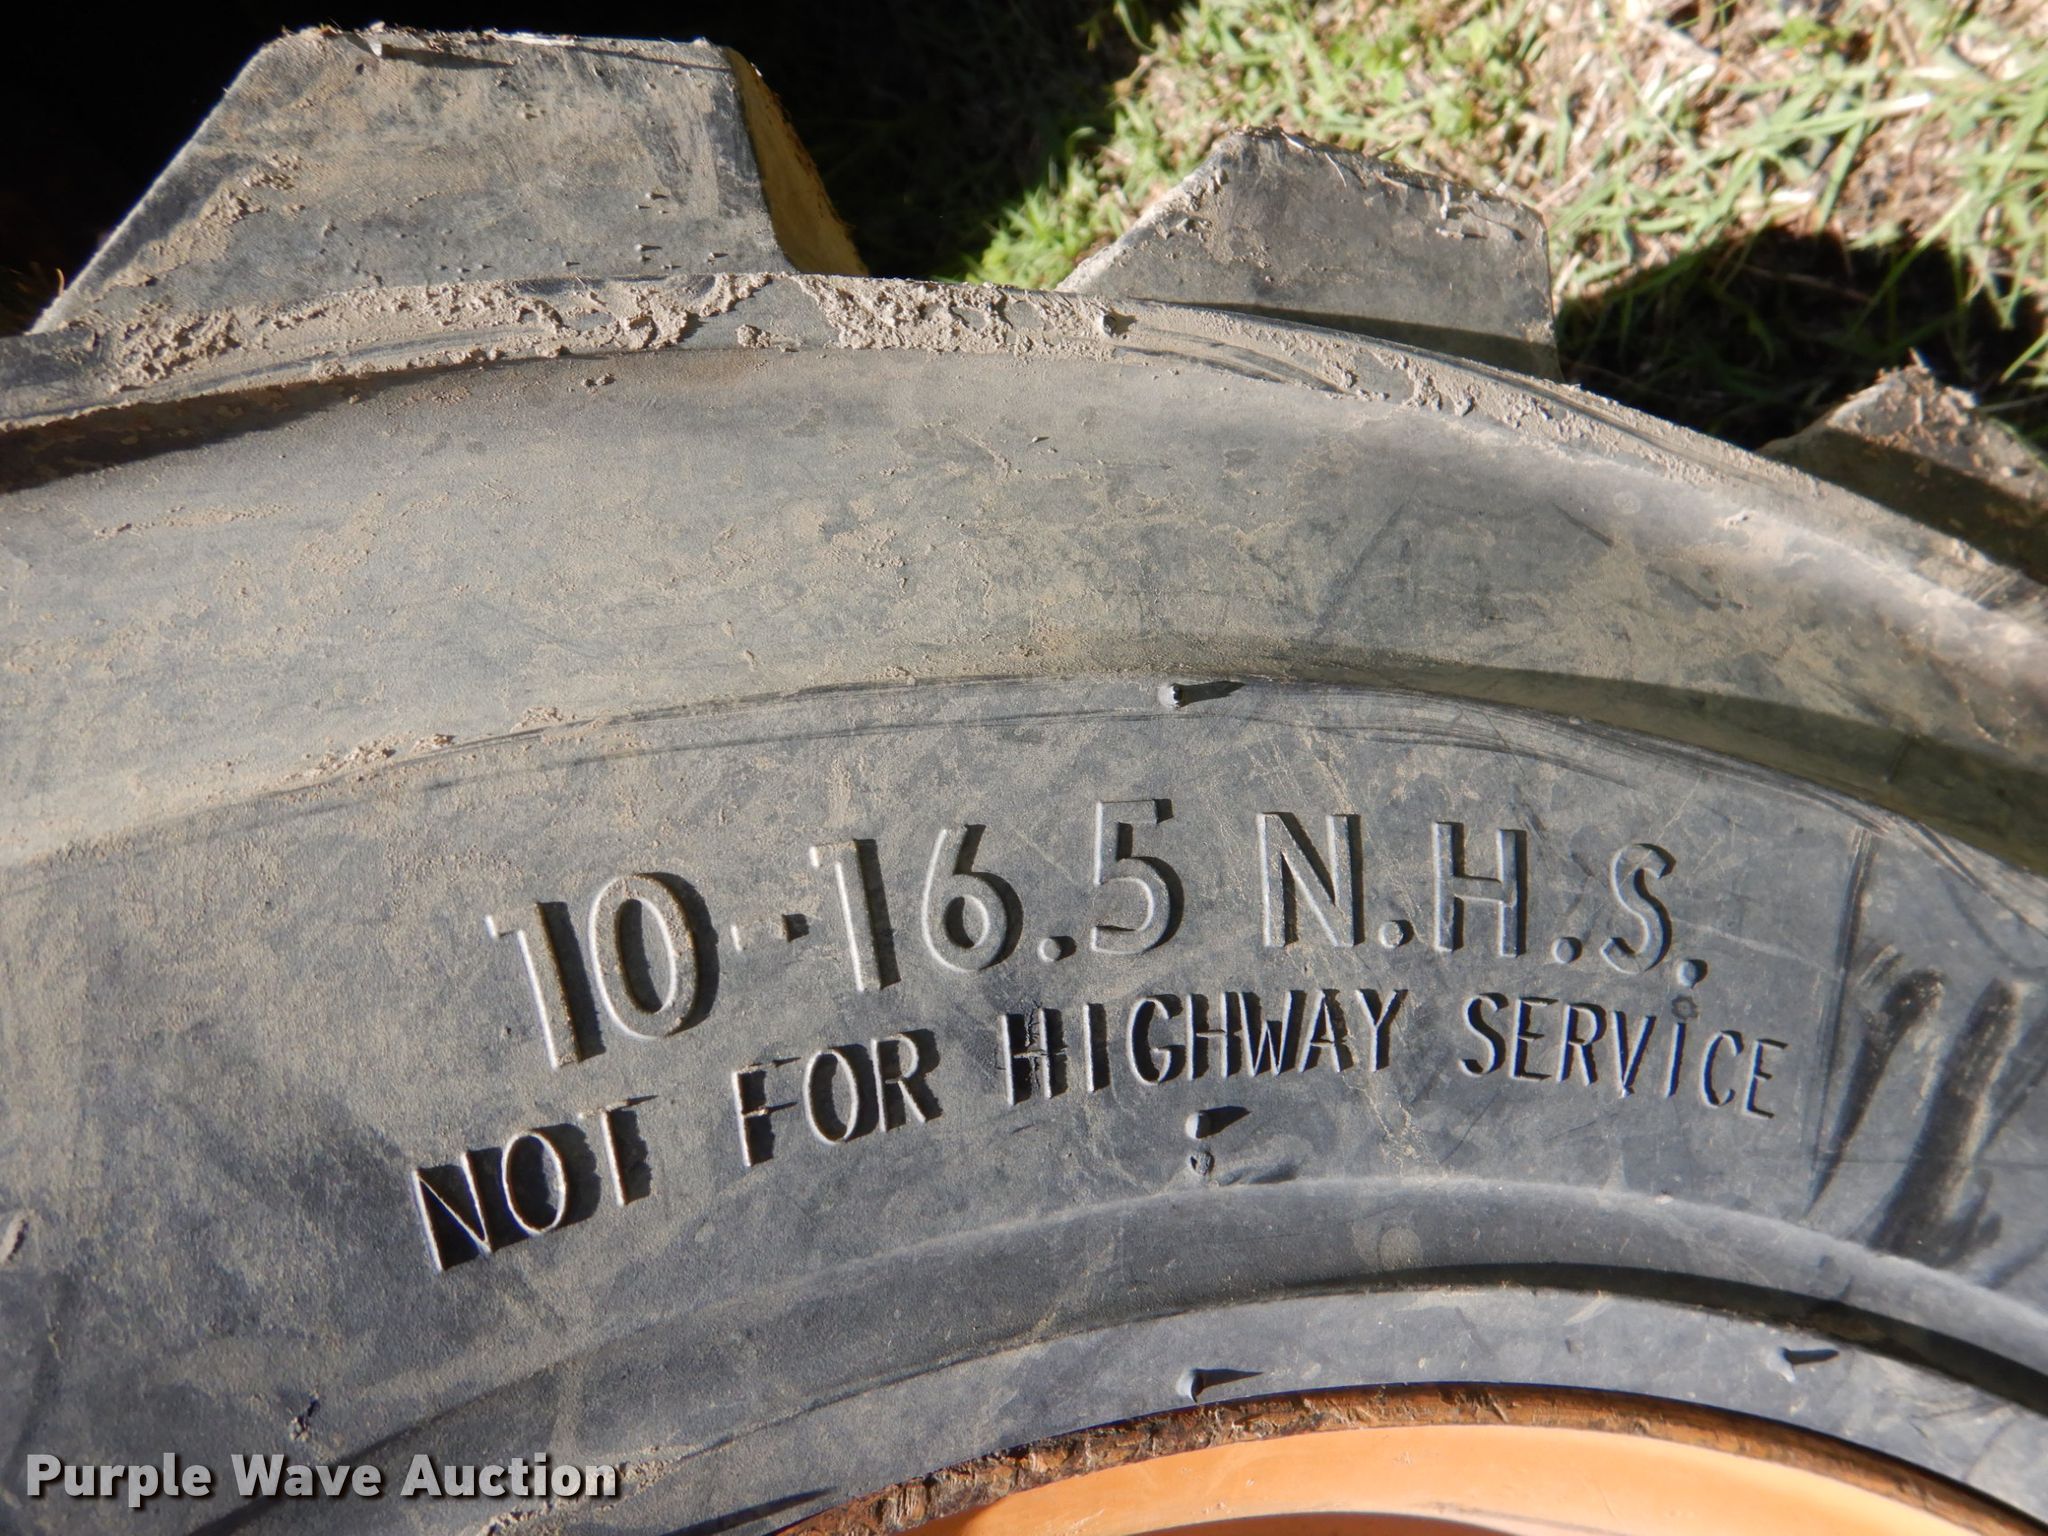 10-16.5 N.H.S.
NOT FOR HIGHWAY SERVICE
Purple Wave Auction